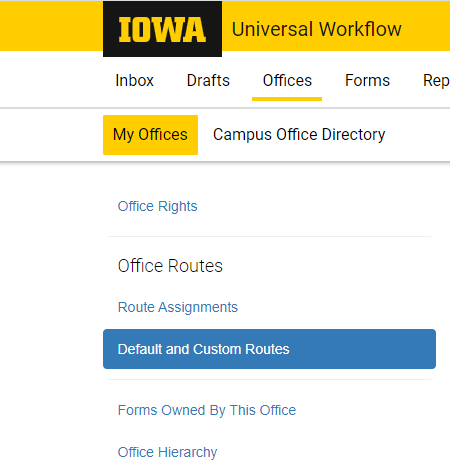 IOWA Universal Workflow
Inbox Drafts Offices Forms Rep
My Offices Campus Office Directory
Office Rights
Office Routes
Route Assignments
Default and Custom Routes
Forms Owned By This Office
Office Hierarchy